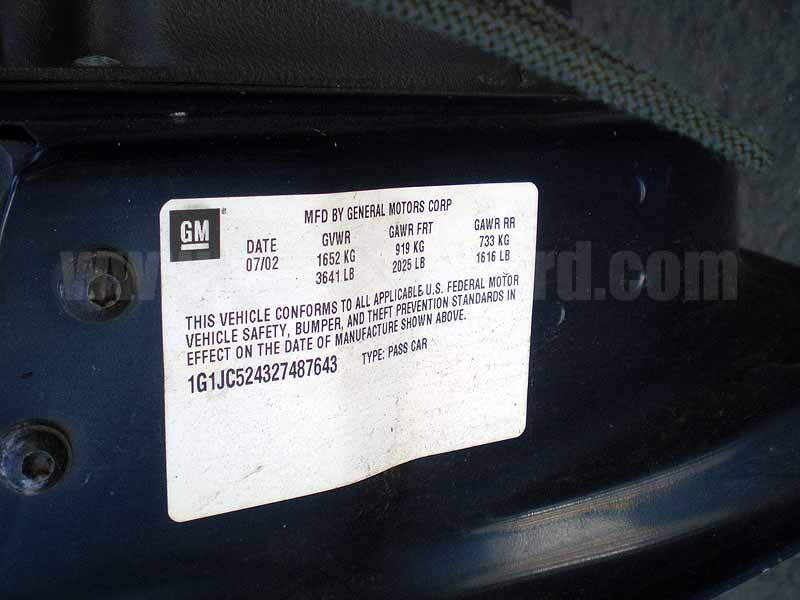 GM
MFD BY GENERAL MOTORS CORP
DATE GVWR GAWR FRT GAWR RR
07/02 1652 KG 919 KG 733 KG
3641 LB 2025 LB 1616 LB
THIS VEHICLE CONFORMS TO ALL APPLICABLE U.S. FEDERAL MOTOR
VEHICLE SAFETY, BUMPER, AND THEFT PREVENTION STANDARDS IN
EFFECT ON THE DATE OF MANUFACTURE SHOWN ABOVE.
1G1JC524327487643 TYPE: PASS CAR